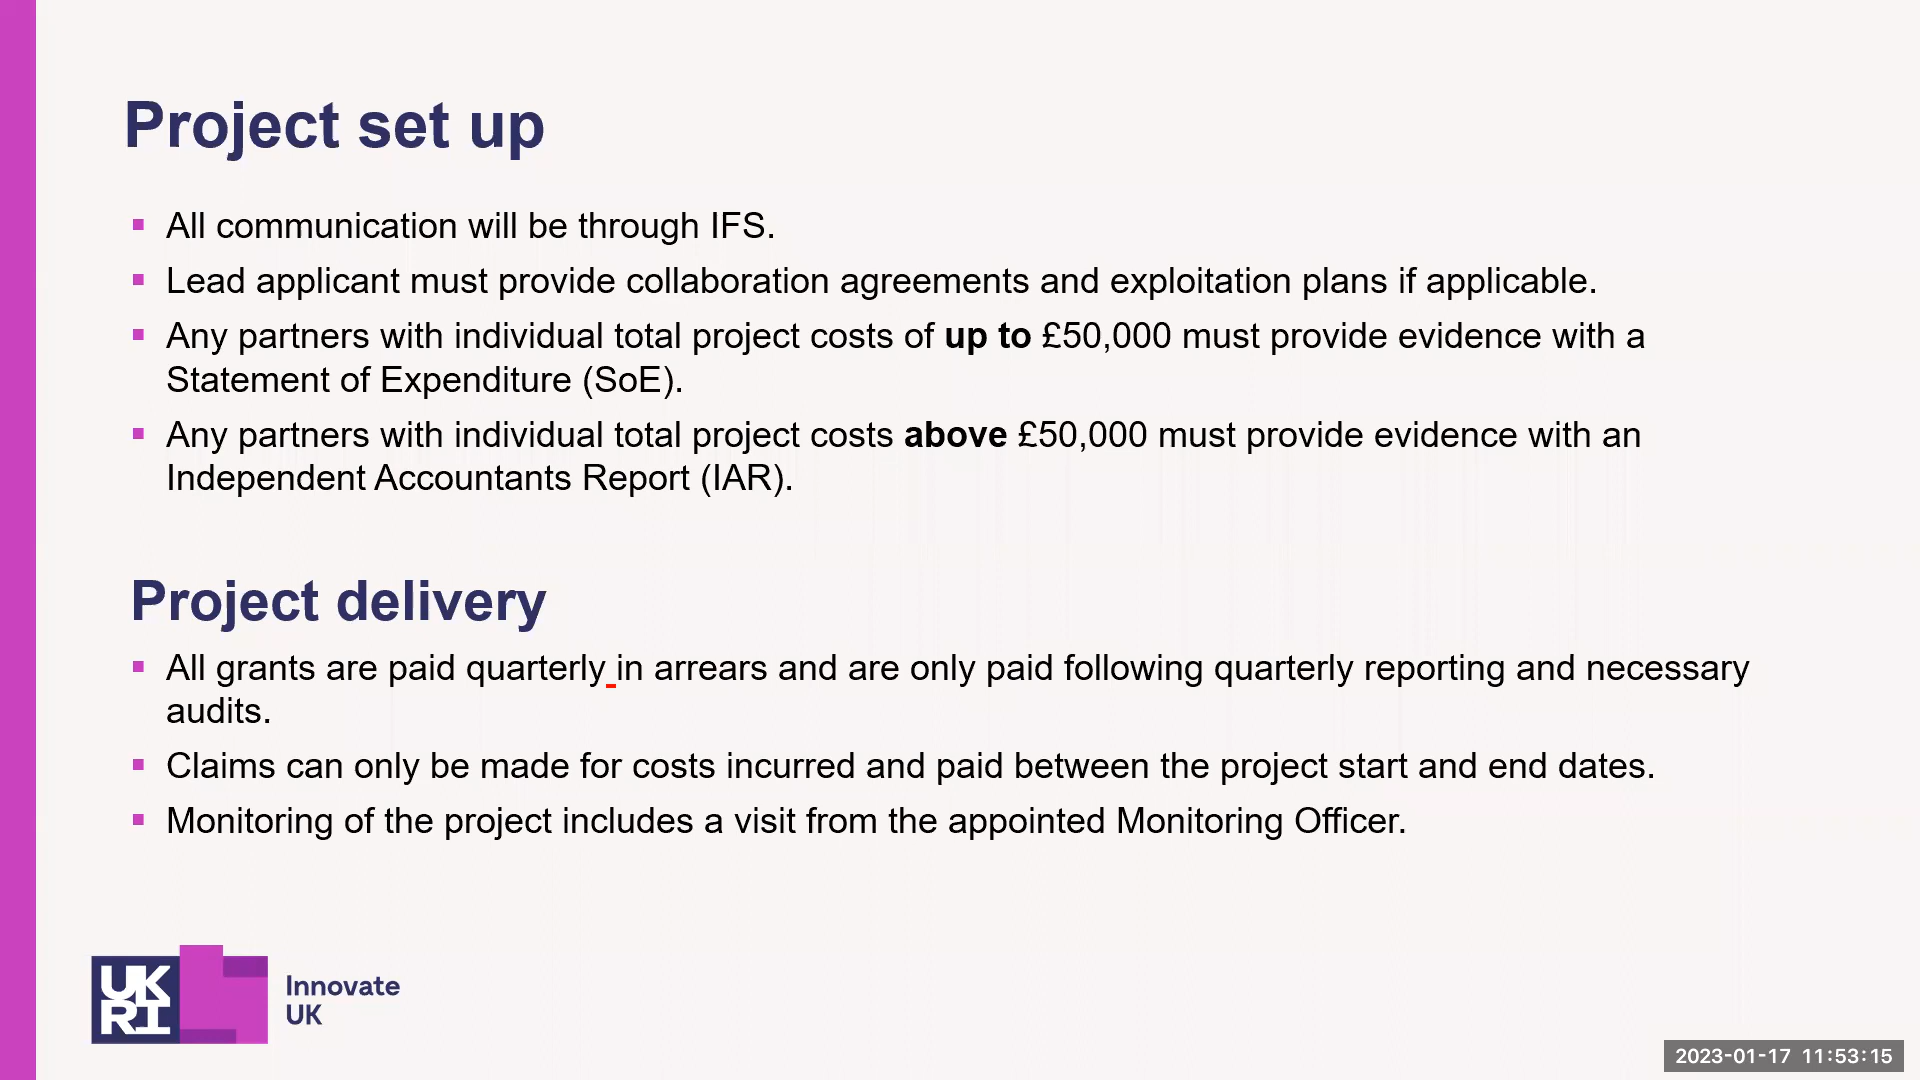 Project set up
All communication will be through IFS.
Lead applicant must provide collaboration agreements and exploitation plans if applicable.
Any partners with individual total project costs of up to £50,000 must provide evidence with a
Statement of Expenditure (SoE).
Any partners with individual total project costs above £50,000 must provide evidence with an
Independent Accountants Report (IAR).
Project delivery
All grants are paid quarterly in arrears and are only paid following quarterly reporting and necessary
audits.
Claims can only be made for costs incurred and paid between the project start and end dates.
Monitoring of the project includes a visit from the appointed Monitoring Officer.
UK
RI
Innovate
UK
2023-01-17 11:53:15